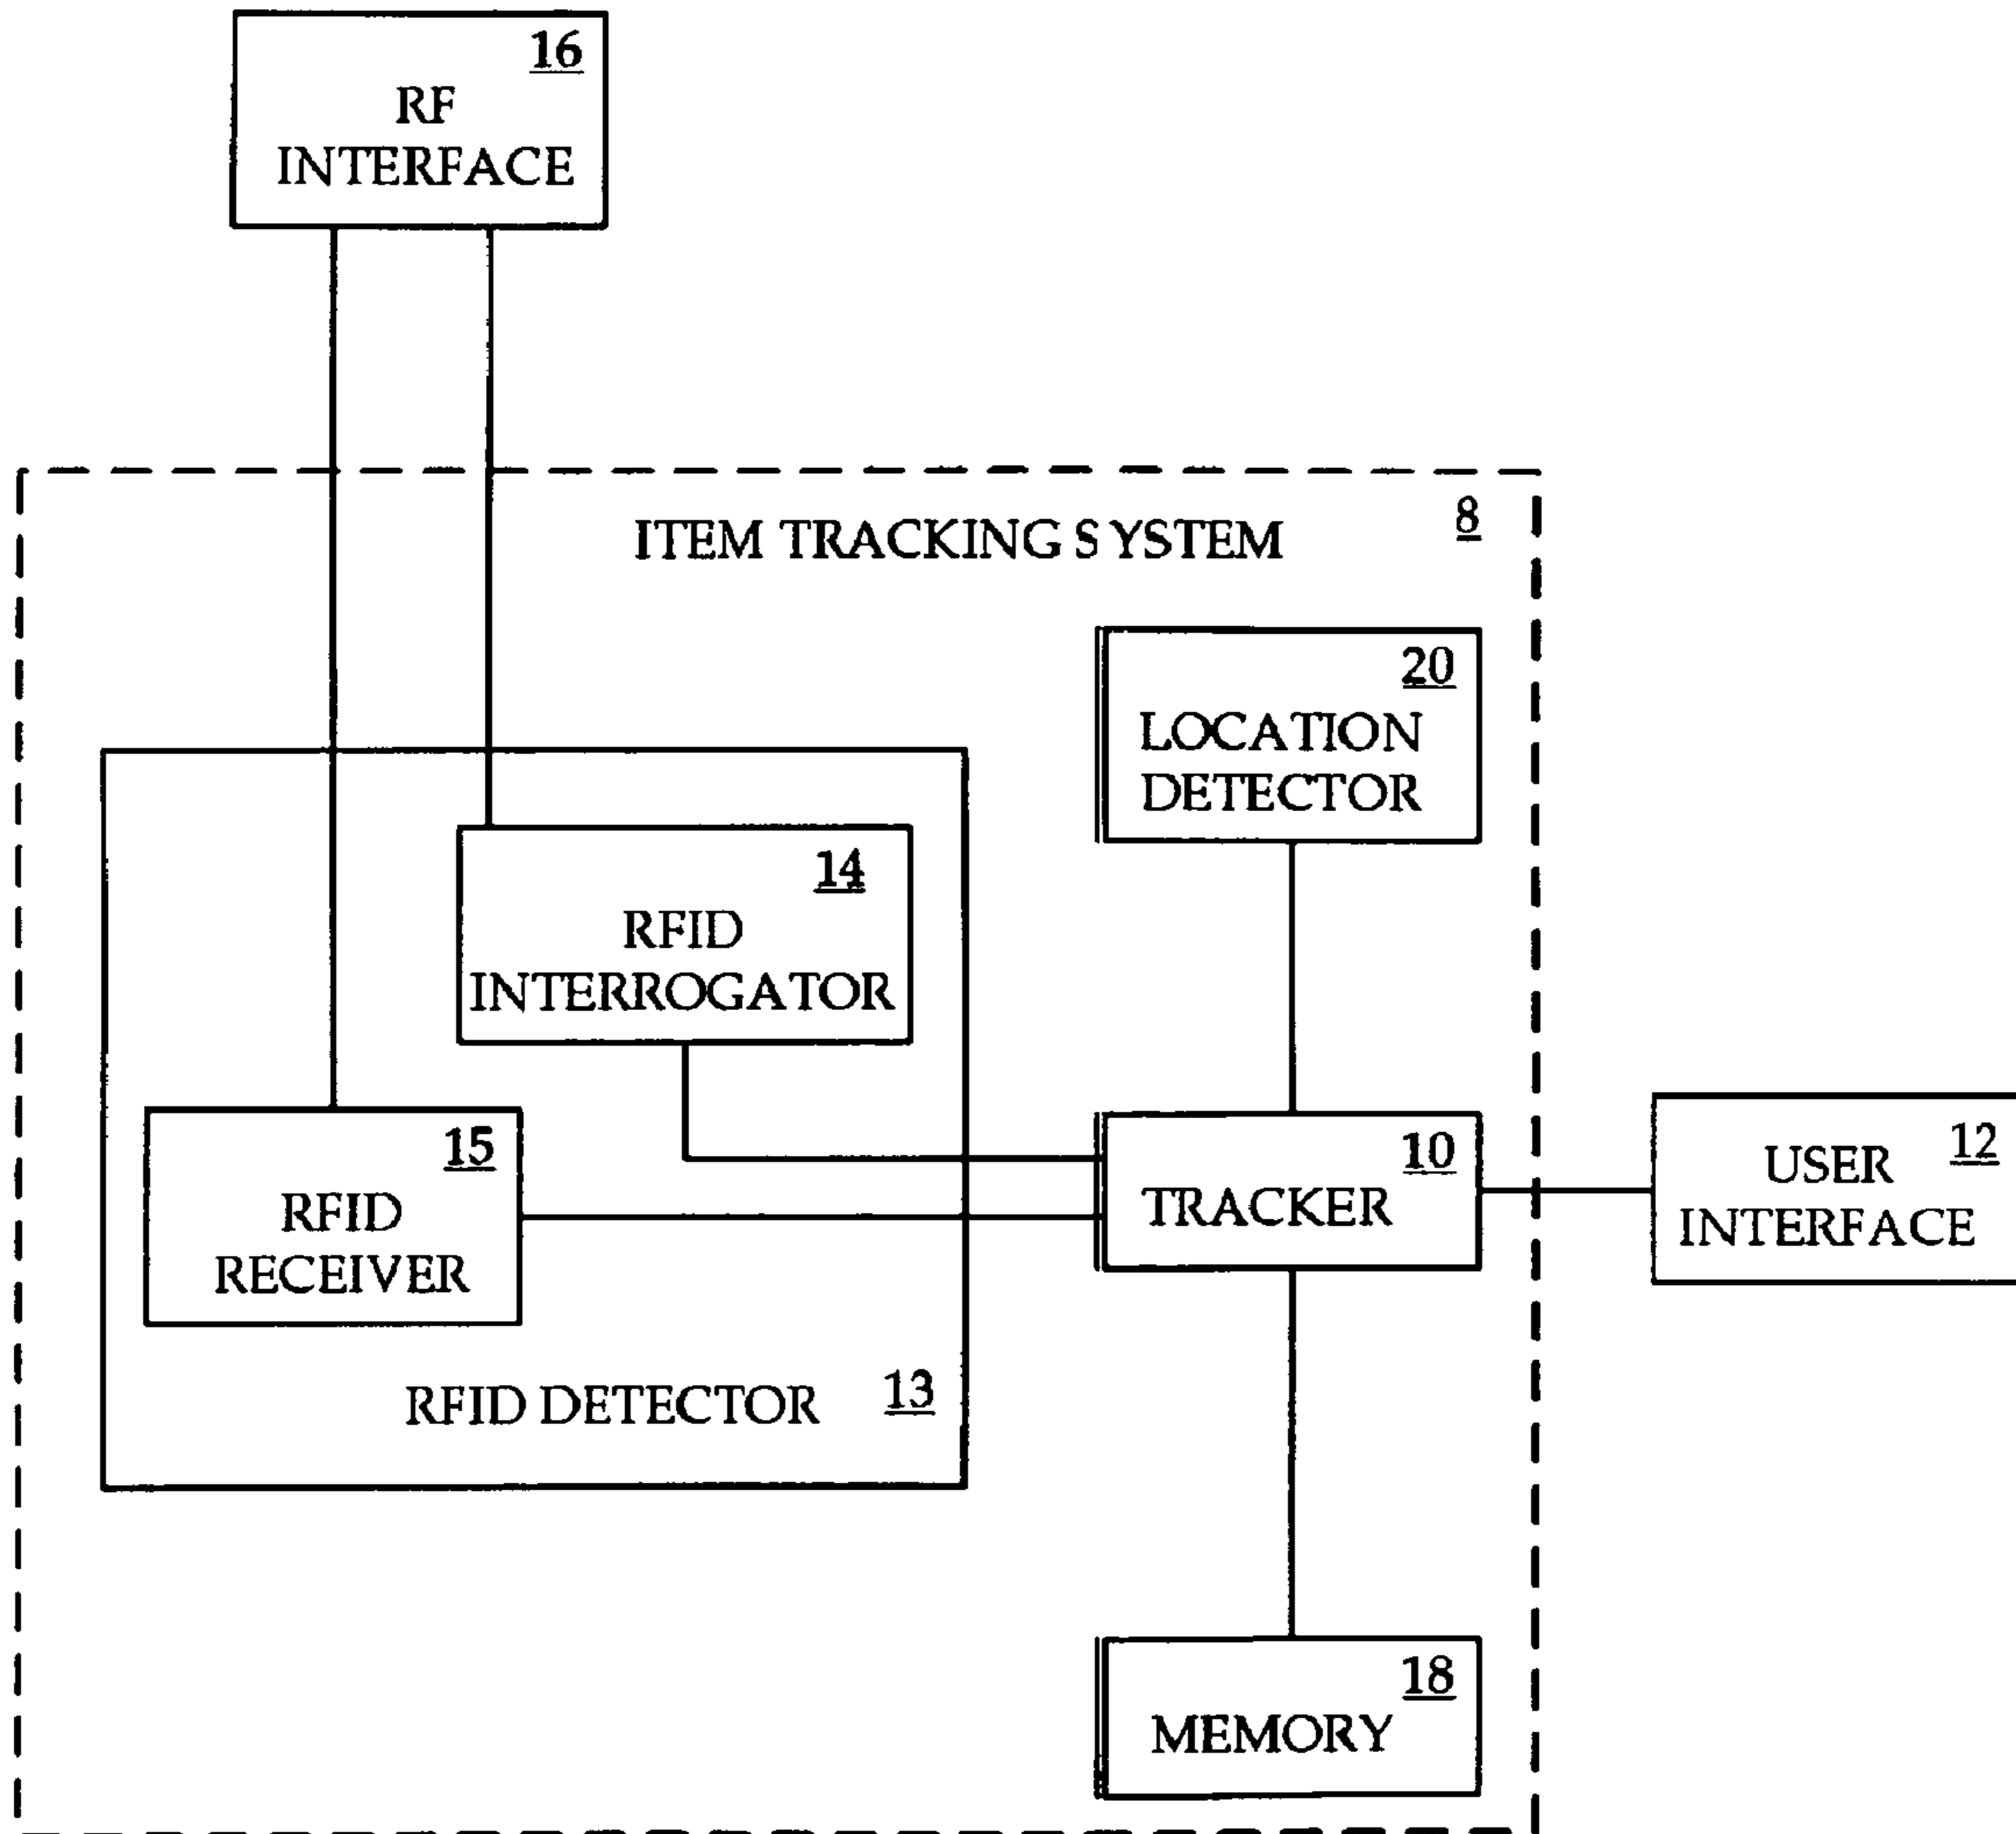 16
RF
INTERFACE
8
ITEM TRACKING SYSTEM
20
LOCATION
DETECTOR
14
RFID
INTERROGATOR
15
RFID
RECEIVER
10
TRACKER
12
USER
INTERFACE
RFID DETECTOR 13
18
MEMORY